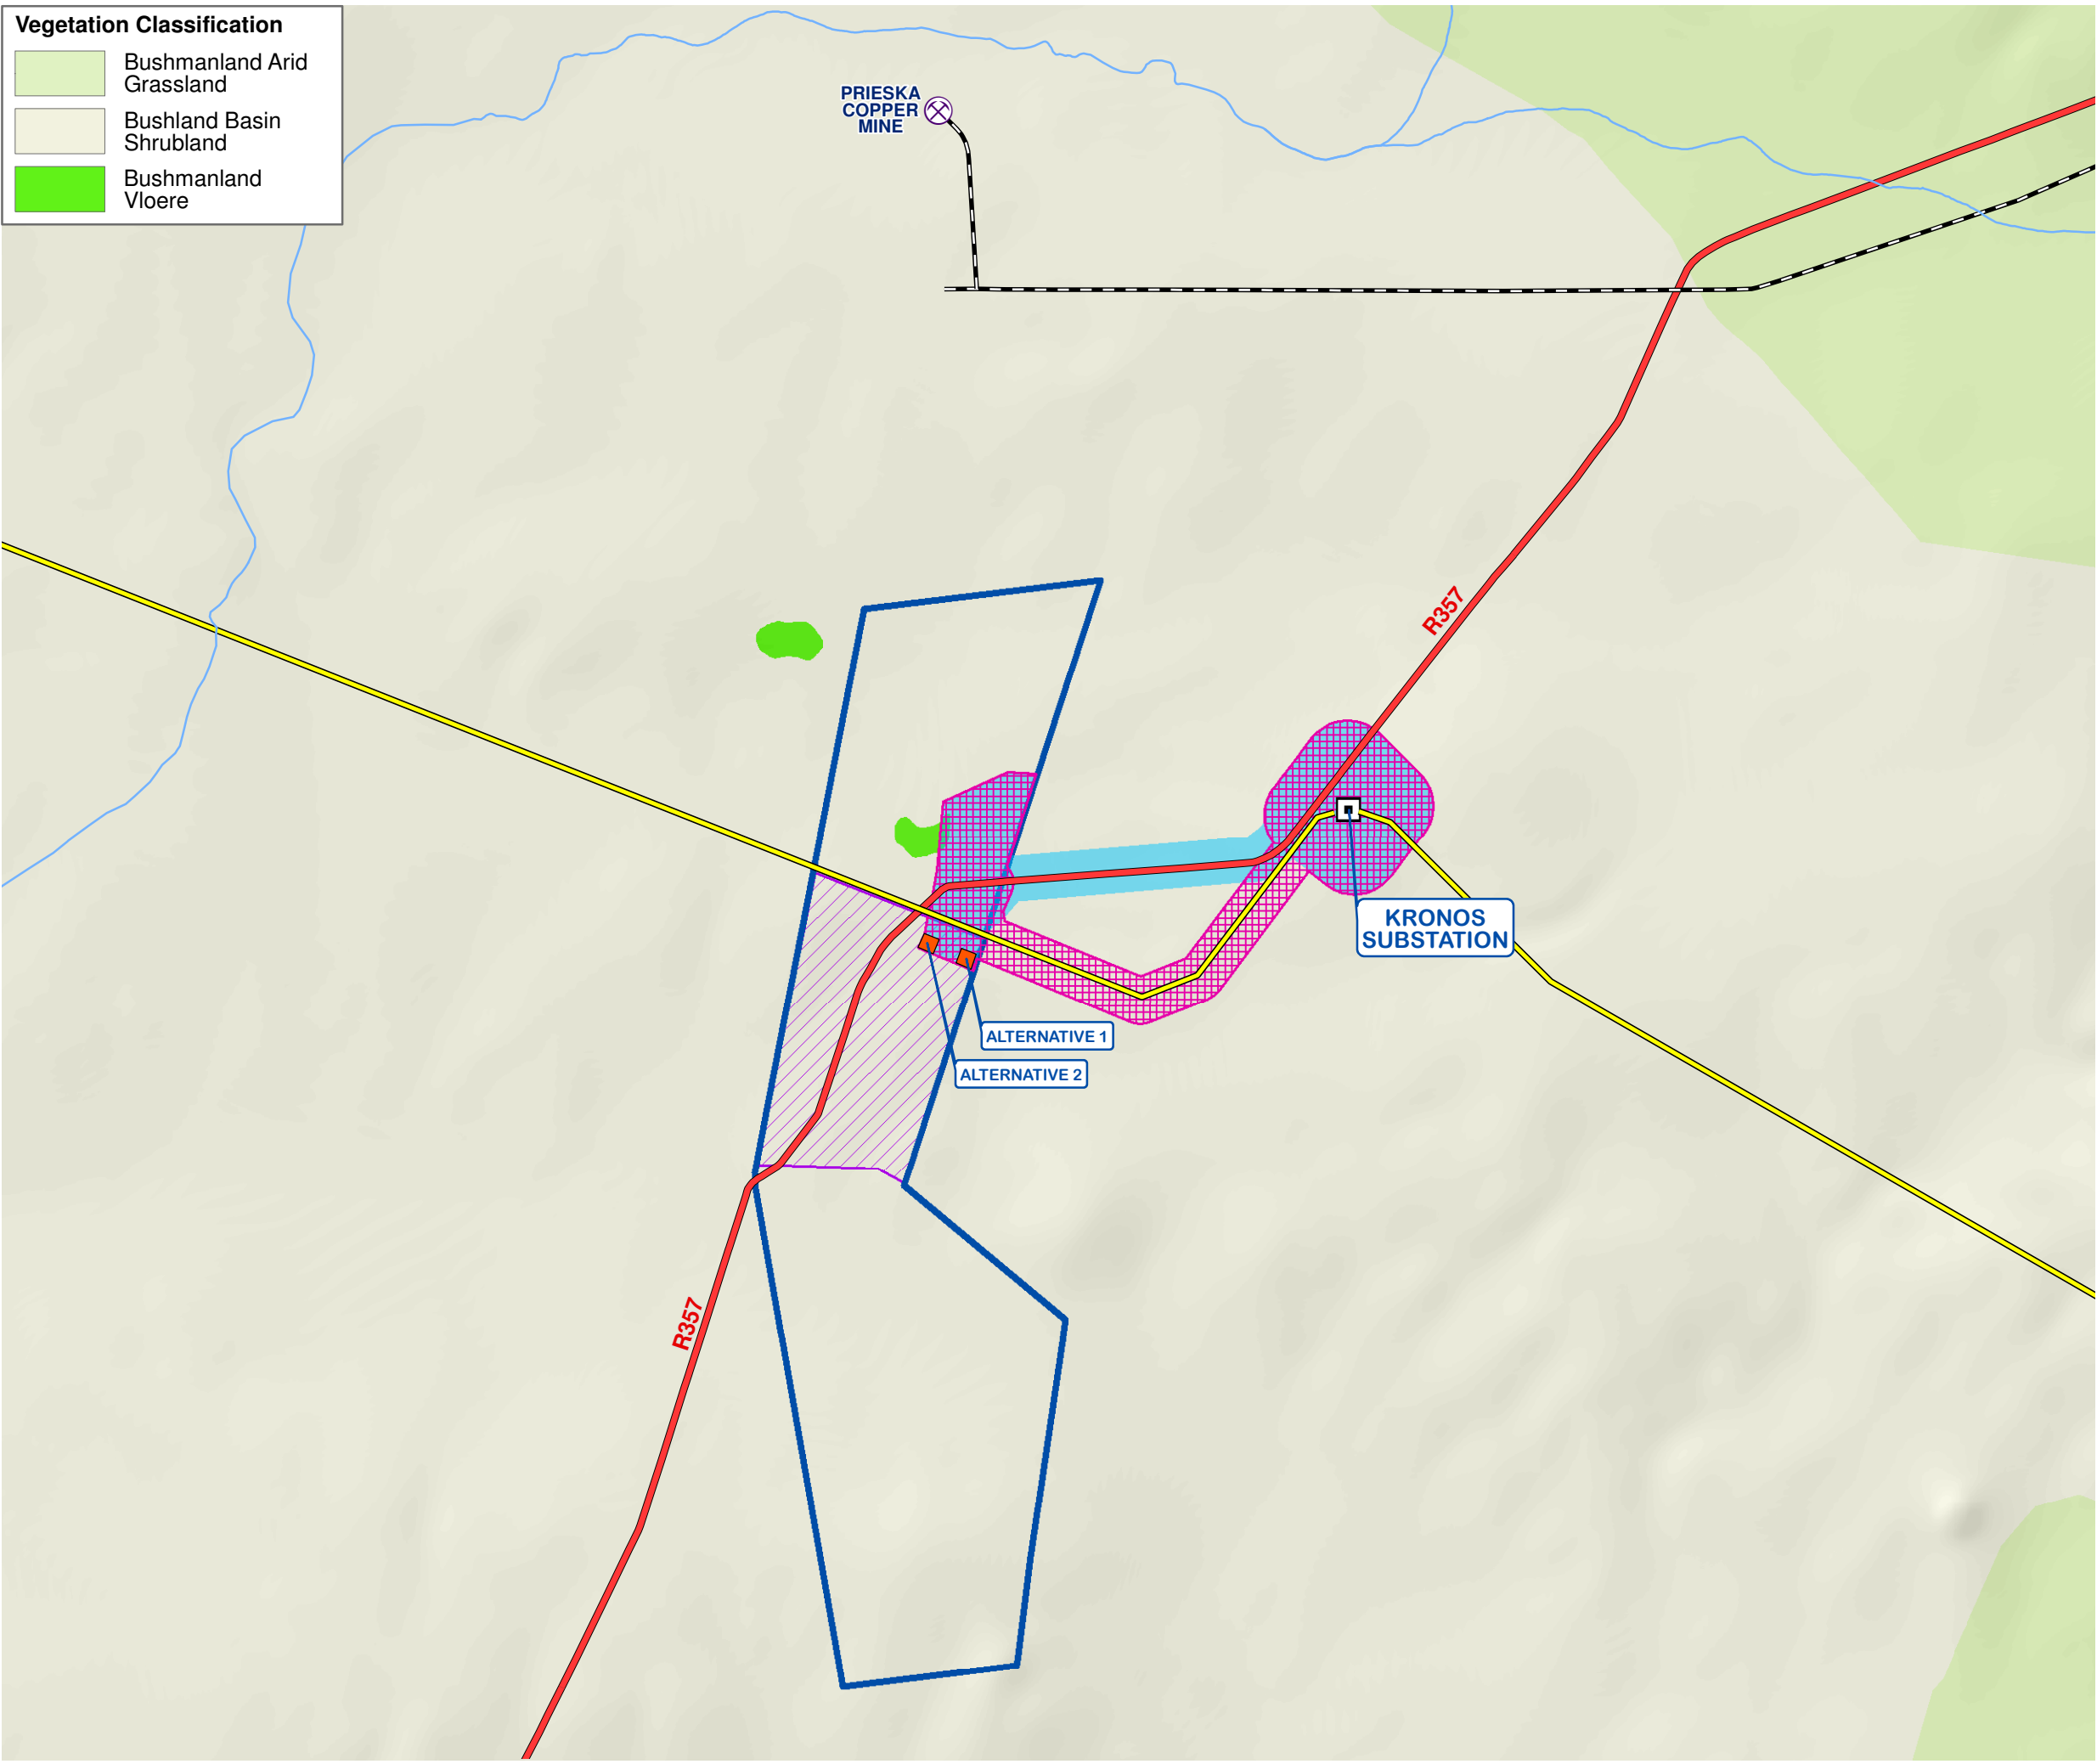 Vegetation Classification
Bushmanland Arid
Grassland
Bushland Basin
Shrubland
Bushmanland
Vloere
PRIESKA
COPPER
MINE
R357
KRONOS
SUBSTATION
ALTERNATIVE 1
ALTERNATIVE 2
R357